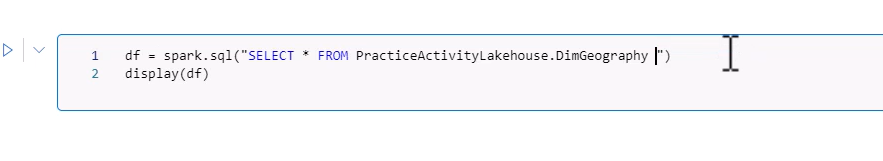 1 df = spark.sql("SELECT * FROM PracticeActivityLakehouse.DimGeography ")
2 display(df)